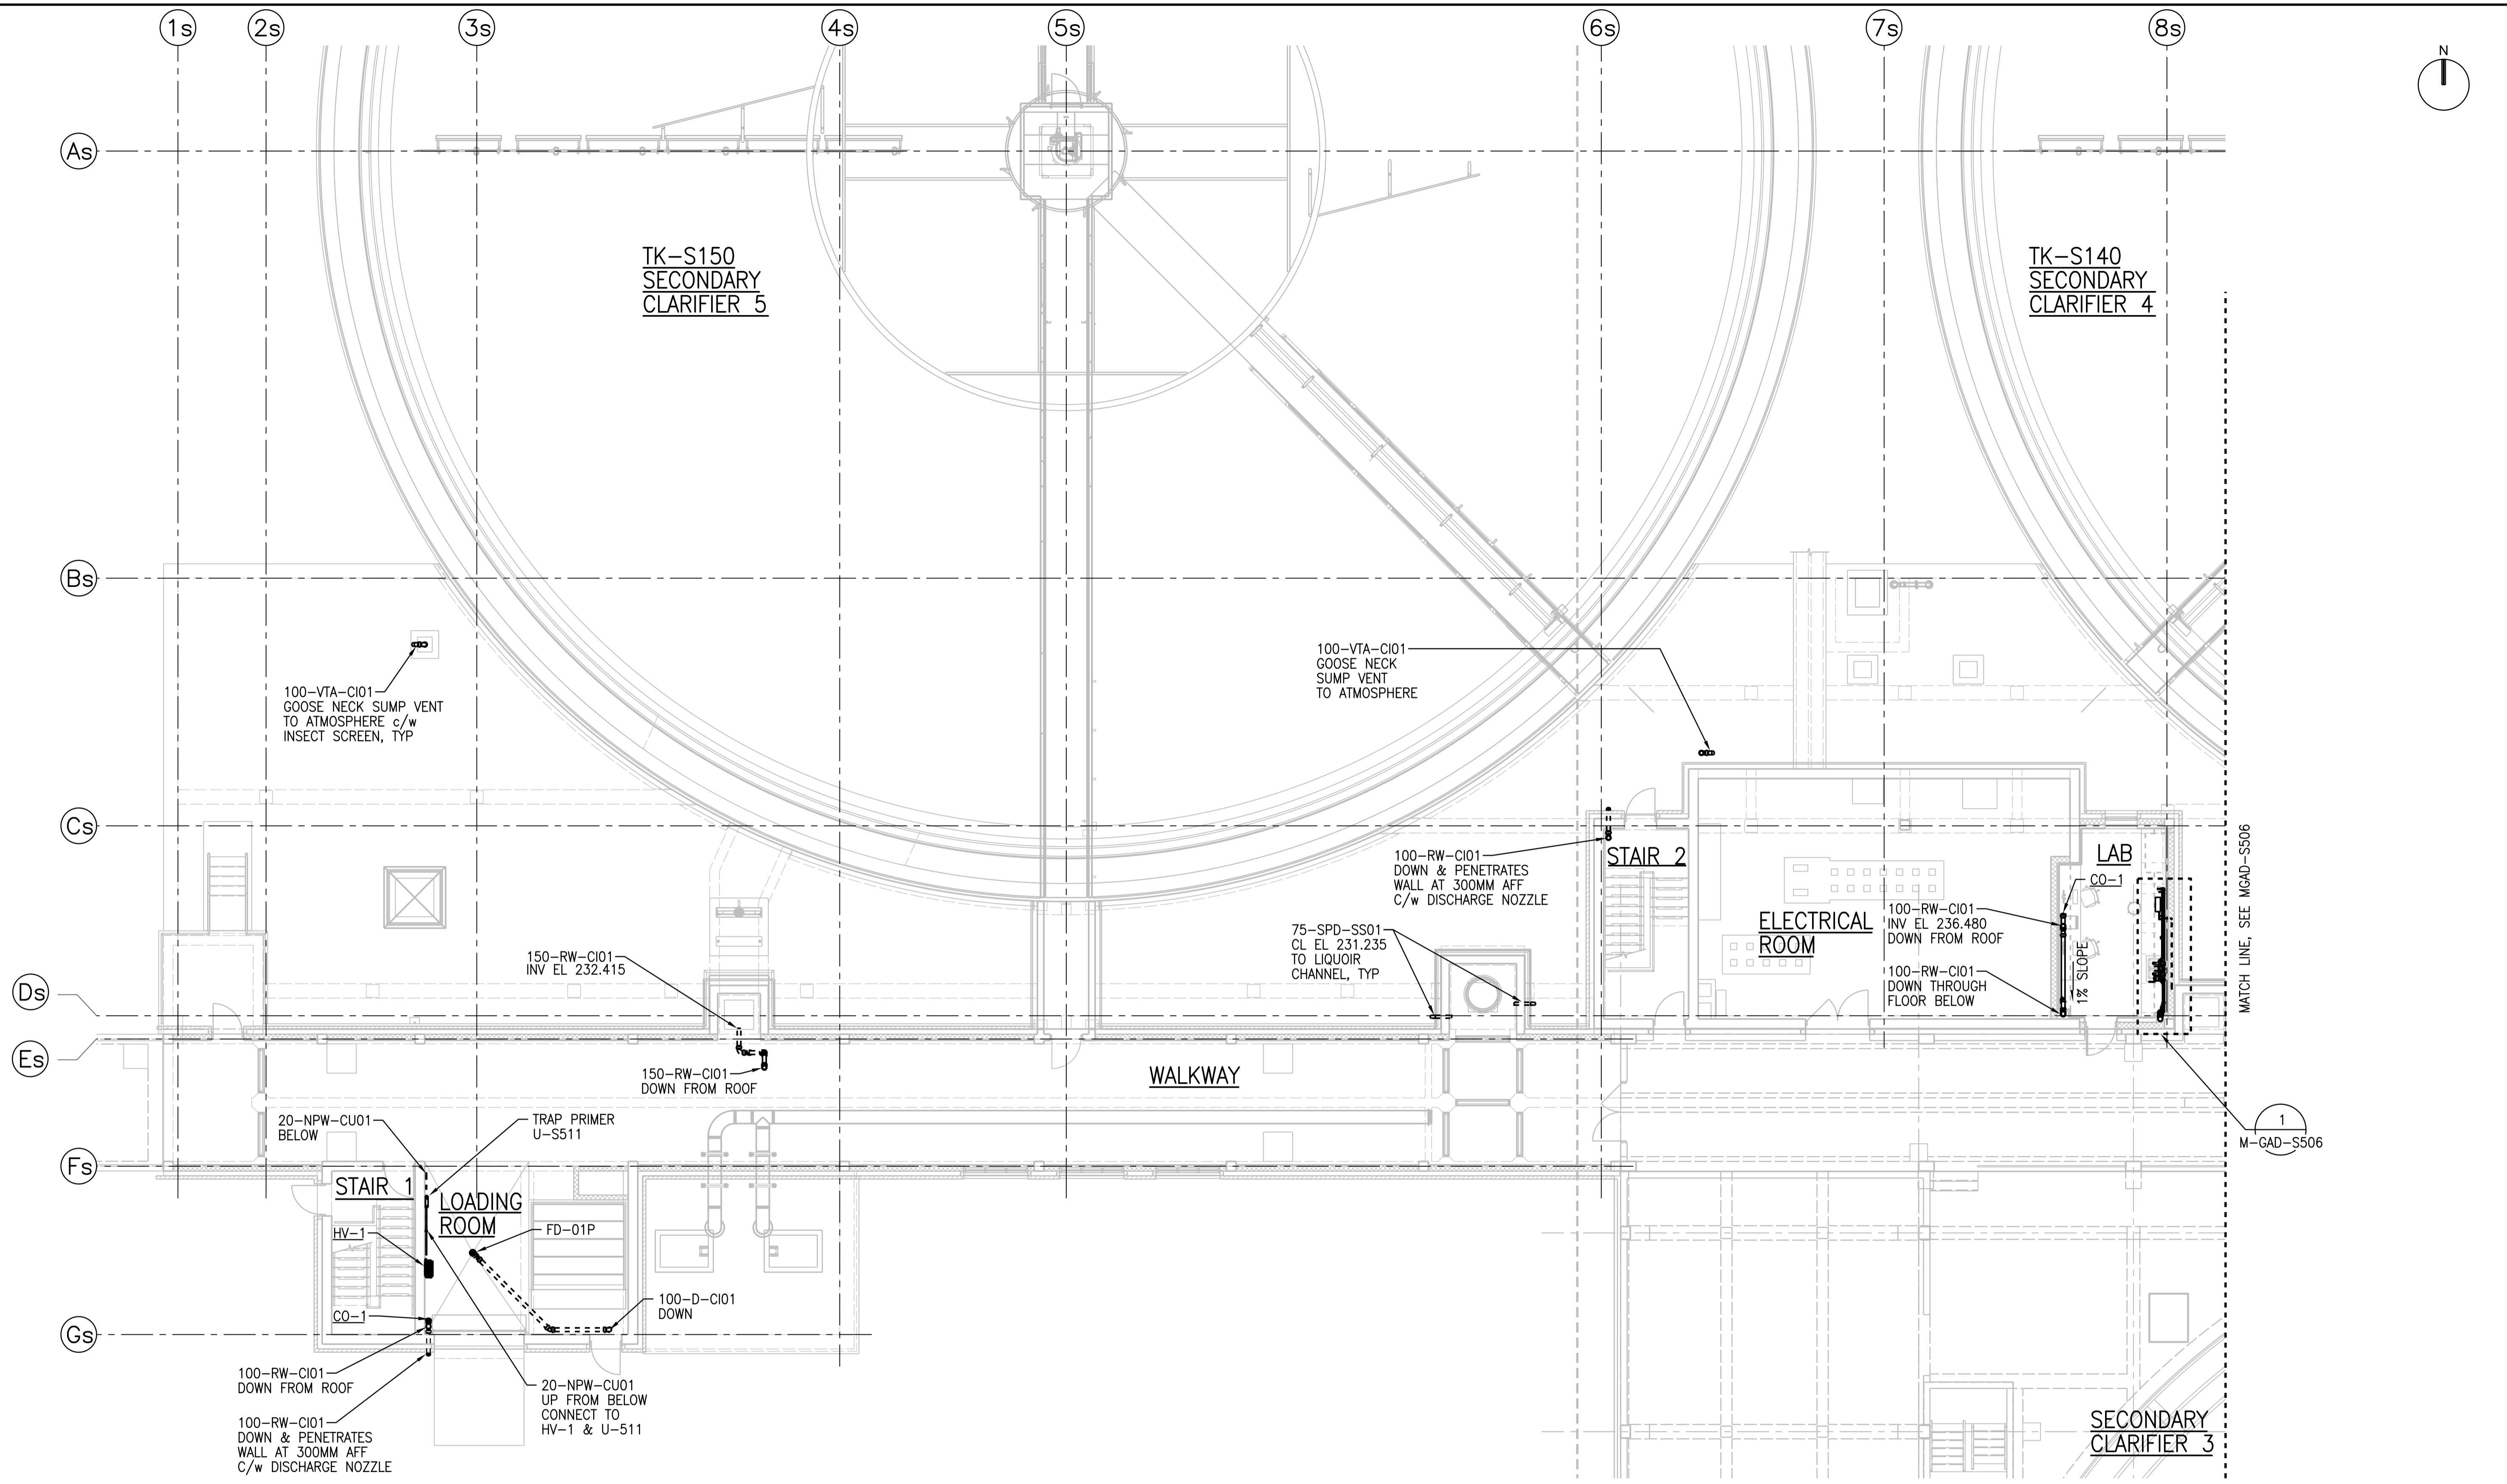 1s
2s
3s
4s
5s
6s
7s
8s
N
As
TK-S150
SECONDARY
CLARIFIER 5
TK-S140
SECONDARY
CLARIFIER 4
Bs
100-VTA-CI01
GOOSE NECK SUMP VENT
TO ATMOSPHERE c/w
INSECT SCREEN, TYP
100-VTA-CI01
GOOSE NECK
SUMP VENT
TO ATMOSPHERE
Cs
100-RW-CI01
DOWN & PENETRATES
WALL AT 300MM AFF
C/w DISCHARGE NOZZLE
STAIR 2
LAB
CO-1
ELECTRICAL
ROOM
100-RW-CI01
INV EL 236.480
DOWN FROM ROOF
100-RW-CI01
DOWN THROUGH
FLOOR BELOW
1% SLOPE
MATCH LINE, SEE MGAD-S506
75-SPD-SS01
CL EL 231.235
TO LIQUOIR
CHANNEL, TYP
150-RW-CI01
INV EL 232.415
Ds
Es
150-RW-CI01
DOWN FROM ROOF
WALKWAY
1
M-GAD-S506
20-NPW-CU01
BELOW
TRAP PRIMER
U-S511
Fs
STAIR 1
LOADING
ROOM
HV-1
FD-01P
CO-1
100-D-CI01
DOWN
Gs
100-RW-CI01
DOWN FROM ROOF
100-RW-CI01
DOWN & PENETRATES
WALL AT 300MM AFF
C/w DISCHARGE NOZZLE
20-NPW-CU01
UP FROM BELOW
CONNECT TO
HV-1 & U-511
SECONDARY
CLARIFIER 3